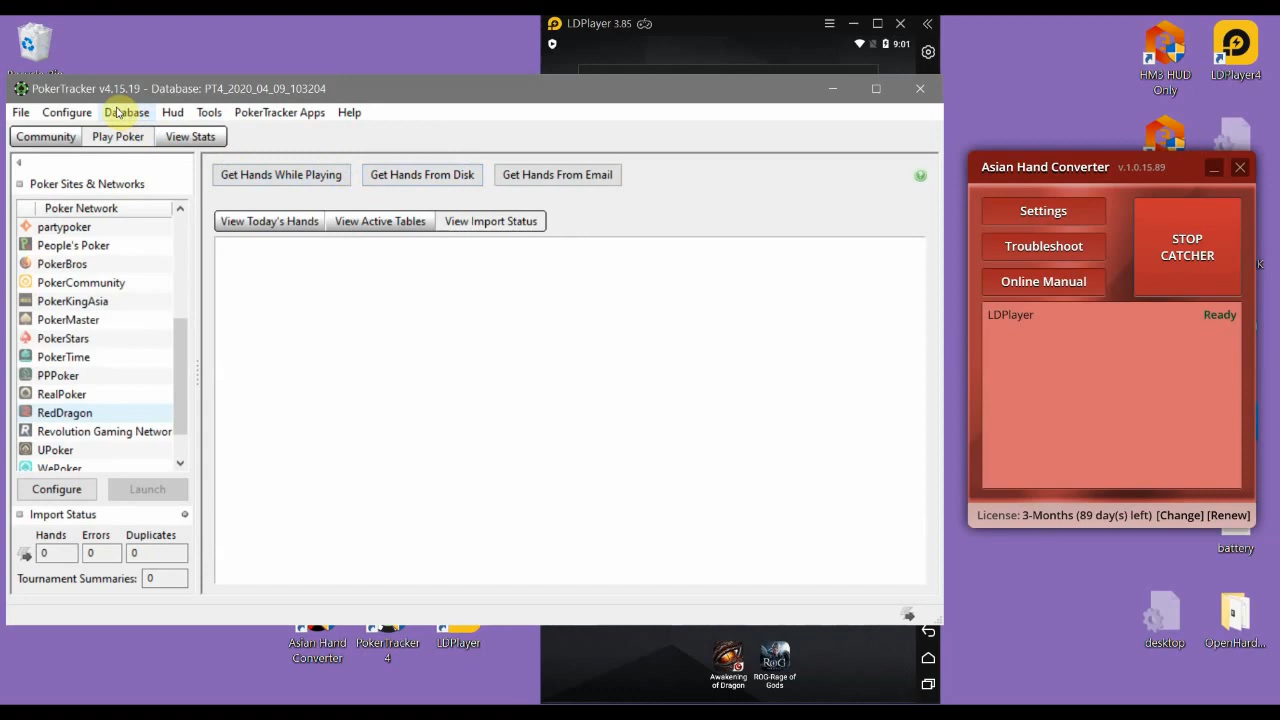 LDPlayer 3.85
9:01
HM3 HUD
Only
LDPlayer4
PokerTracker v4.15.19 - Database: PT4_2020_04_09_103204
File Configure Database Hud Tools PokerTracker Apps Help
Community Play Poker View Stats
Poker Sites & Networks
Poker Network
partypoker
People's Poker
PokerBros
PokerCommunity
PokerKingAsia
PokerMaster
PokerStars
PokerTime
PPPoker
RealPoker
RedDragon
Revolution Gaming Networ
UPoker
WePoker
Configure Launch
Import Status
Hands Errors Duplicates
0 0 0
Tournament Summaries: 0
Get Hands While Playing Get Hands From Disk Get Hands From Email
View Today's Hands View Active Tables View Import Status
Asian Hand Converter v.1.0.15.89
Settings
Troubleshoot
Online Manual
STOP
CATCHER
LDPlayer Ready
License: 3-Months (89 day(s) left) [Change] [Renew]
K
battery
Asian Hand
Converter
PokerTracker
4
LDPlayer
Awakening
of Dragon
ROG-Rage of
Gods
desktop
OpenHard...